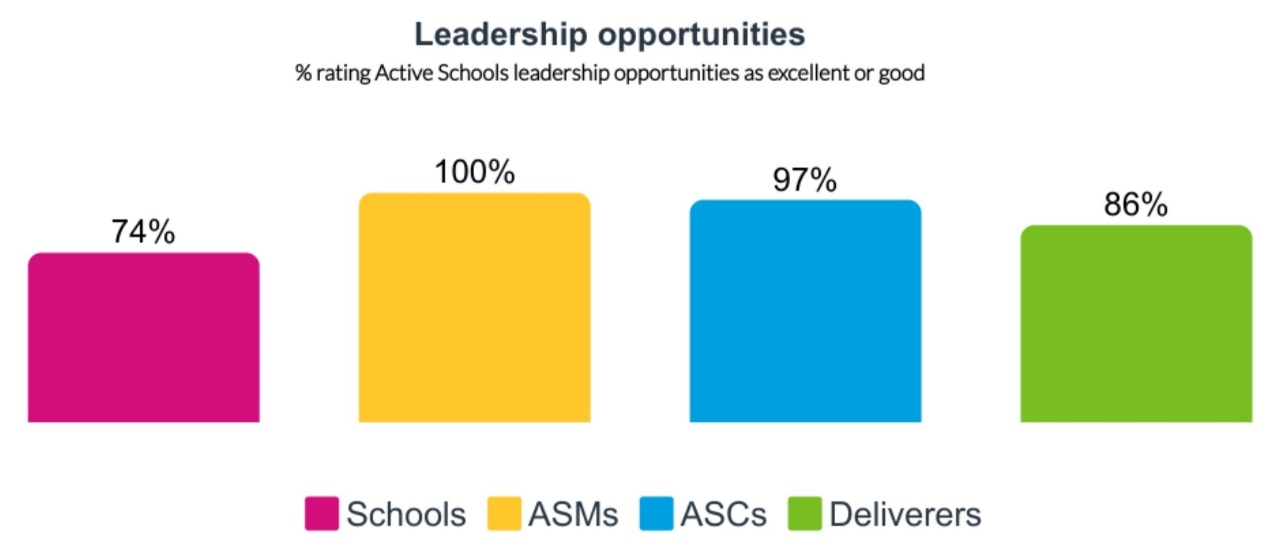 Leadership opportunities
% rating Active Schools leadership opportunities as excellent or good
74%
100%
97%
86%
Schools ASMs ASCs Deliverers